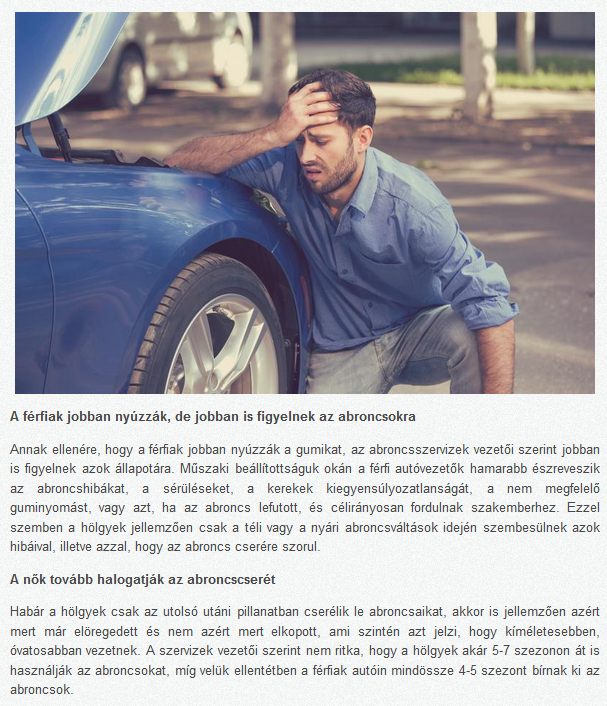 A férfiak jobban nyúzzák, de jobban is figyelnek az abroncsokra
Annak ellenére, hogy a férfiak jobban nyúzzák a gumikat, az abroncsszervizek vezetői szerint jobban
is figyelnek azok állapotára. Műszaki beállítottságuk okán a férfi autóvezetők hamarabb észreveszik
az abroncshibákat, a sérüléseket, a kerekek kiegyensúlyozatlanságát, a nem megfelelő
guminyomást, vagy azt, ha az abroncs lefutott, és célirányosan fordulnak szakemberhez. Ezzel
szemben a hölgyek jellemzően csak a téli vagy a nyári abroncsváltások idején szembesülnek azok
hibáival, illetve azzal, hogy az abroncs cserére szorul.
A nők tovább halogatják az abroncscserét
Habár a hölgyek csak az utolsó utáni pillanatban cserélik le abroncsaikat, akkor is jellemzően azért
mert már elöregedett és nem azért mert elkopott, ami szintén azt jelzi, hogy kíméletesebben,
óvatosabban vezetnek. A szervizek vezetői szerint nem ritka, hogy a hölgyek akár 5-7 szezonon át is
használják az abroncsokat, míg velük ellentétben a férfiak autóin mindössze 4-5 szezont bírnak ki az
abroncsok.